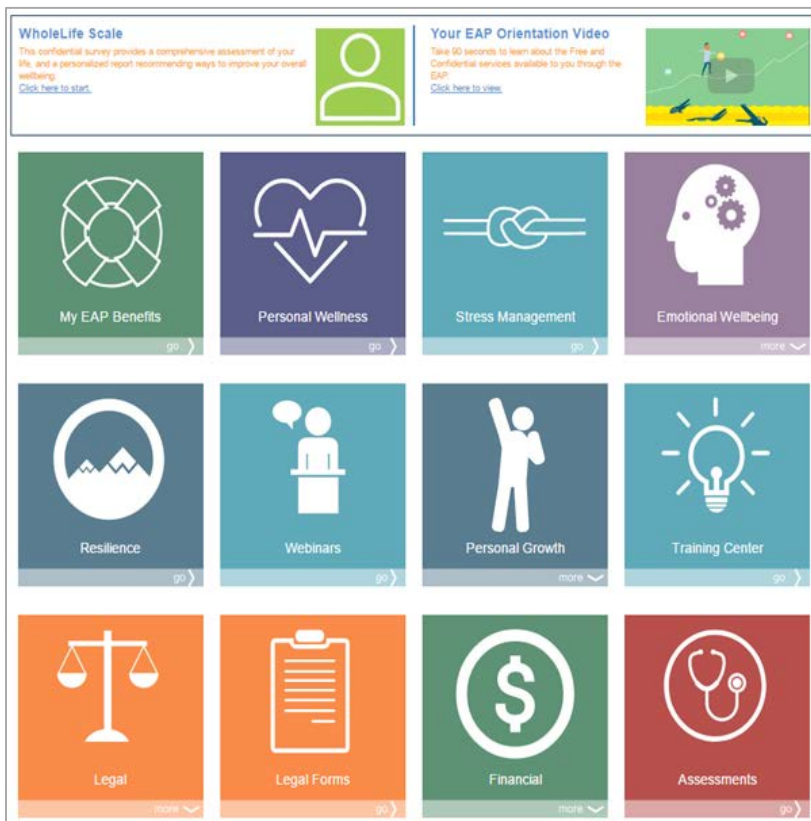 WholeLife Scale
This confidential survey provides a comprehensive assessment of your
life, and a personalized report recommending ways to improve your overall
wellbeing.
Click here to start.
Your EAP Orientation Video
Take 90 seconds to learn about the Free and
Confidential services available to you through the
EAP.
Click here to view.
My EAP Benefits
go
Personal Wellness
go
Stress Management
go
Emotional Wellbeing
more
Resilience
go
Webinars
go
Personal Growth
more
Training Center
go
Legal
more
Legal Forms
go
$
Financial
more
Assessments
go